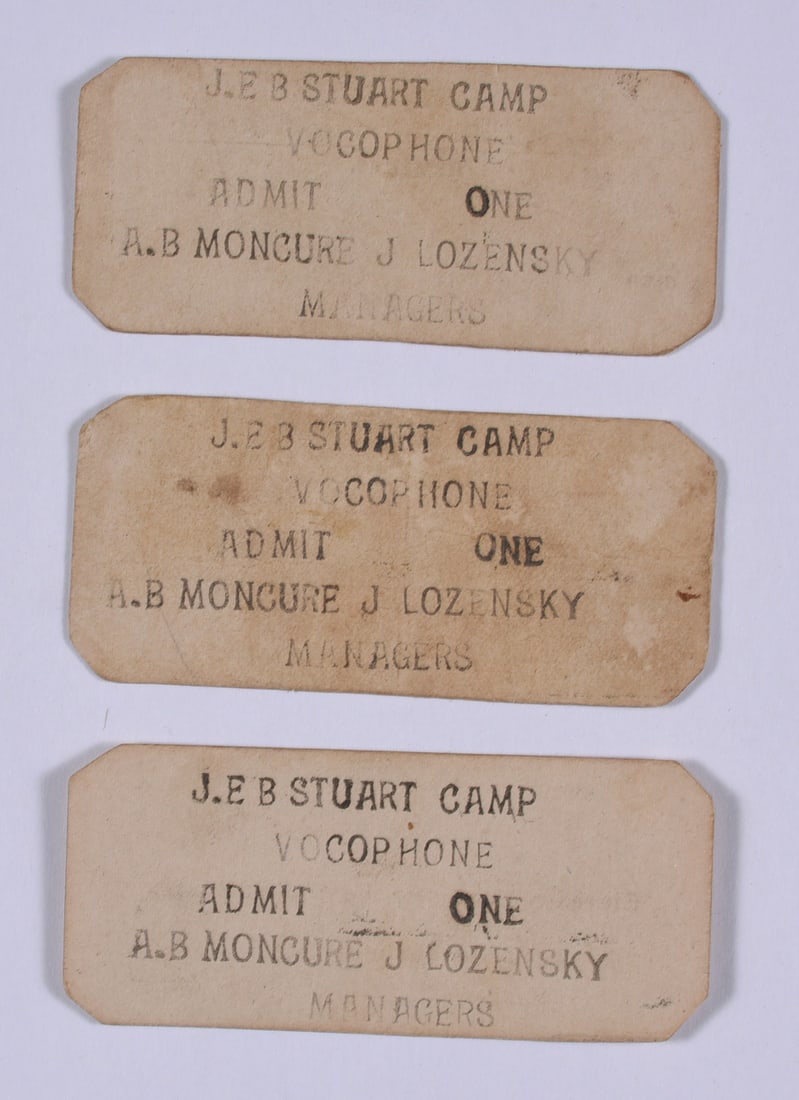 J.E B STUART CAMP
VOCOPHONE
ADMIT ONE
A.B MONCURE J LOZENSKY
MANAGERS
J.E B STUART CAMP
VOCOPHONE
ADMIT ONE
A.B MONCURE J LOZENSKY
MANAGERS
J.E B STUART CAMP
VOCOPHONE
ADMIT ONE
A.B MONCURE J LOZENSKY
MANAGERS